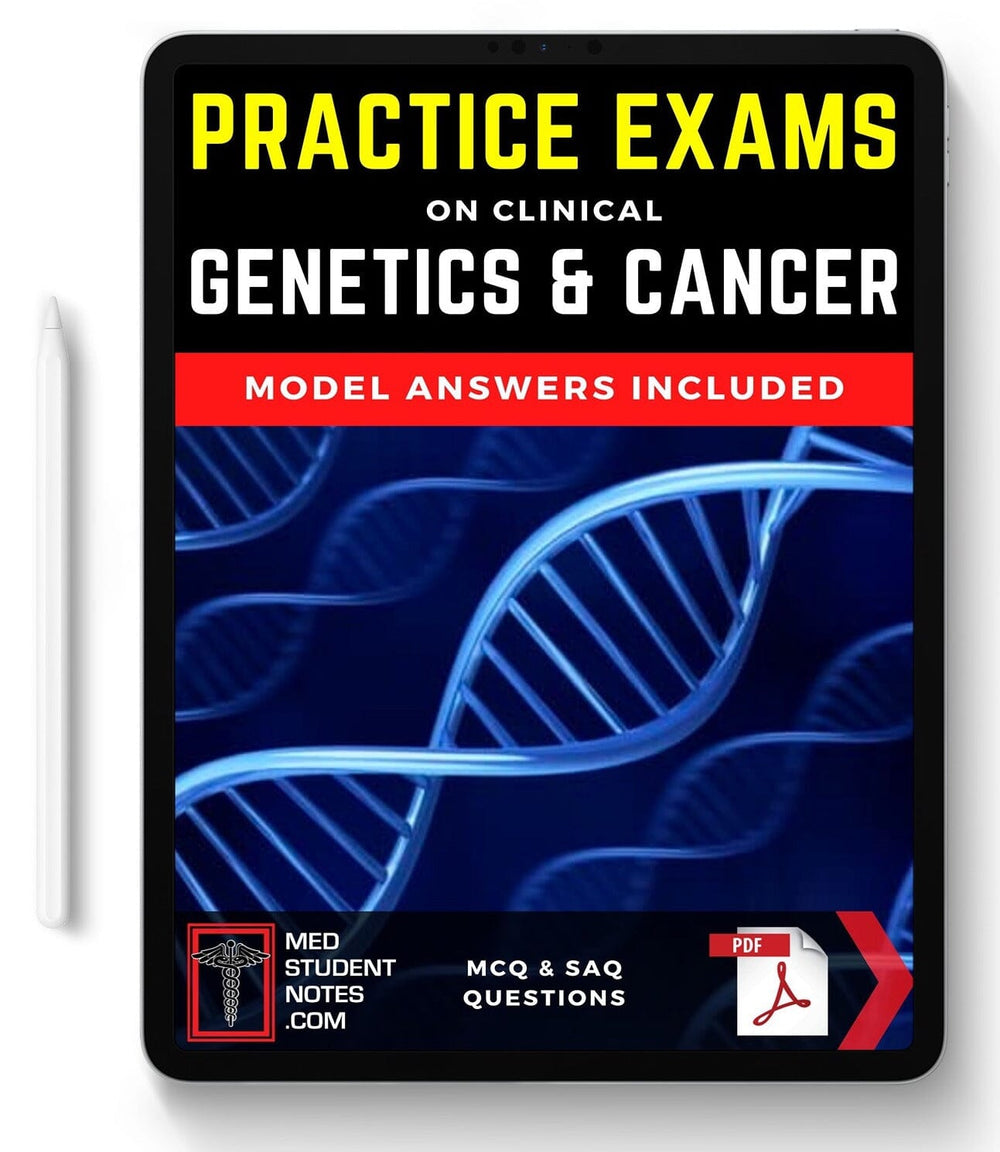 PRACTICE EXAMS
ON CLINICAL
GENETICS & CANCER
MODEL ANSWERS INCLUDED
MED
STUDENT
NOTES
.COM
MCQ & SAQ
QUESTIONS
PDF